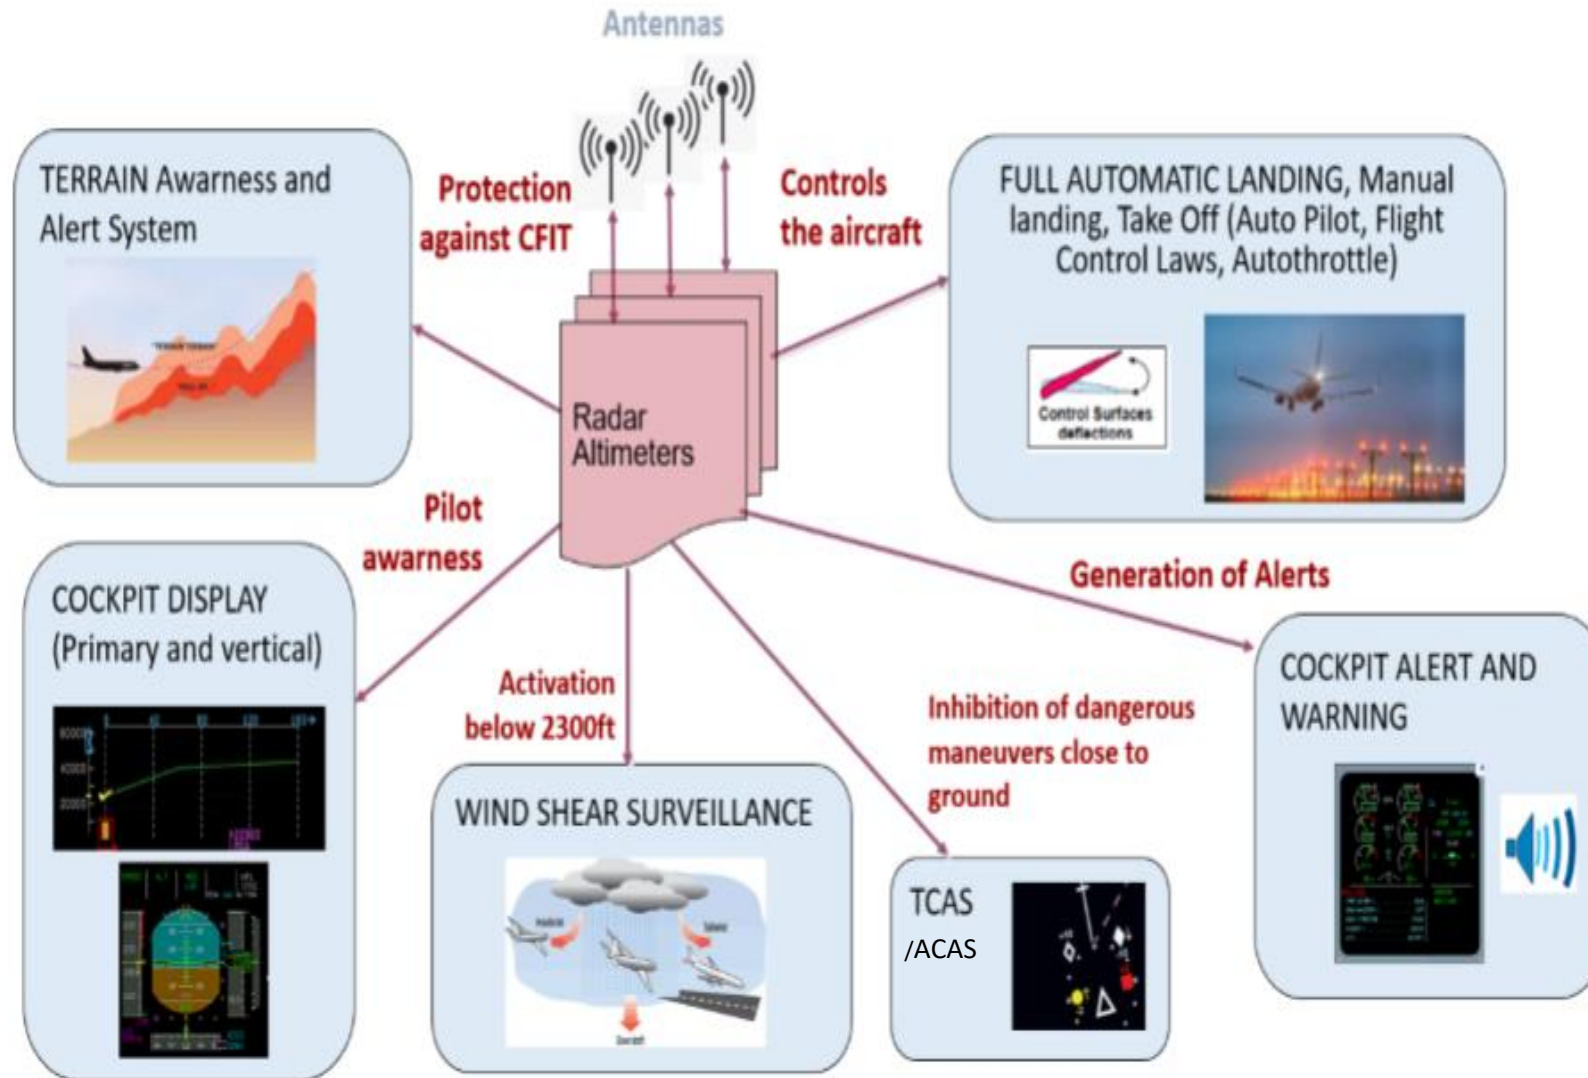 Antennas
TERRAIN Awarness and
Alert System
"TERRAIN TERRAIN"
Protection
against CFIT
Controls
the aircraft
FULL AUTOMATIC LANDING, Manual
landing, Take Off (Auto Pilot, Flight
Control Laws, Autothrottle)
Control Surfaces
deflections
Radar
Altimeters
Pilot
awarness
COCKPIT DISPLAY
(Primary and vertical)
Activation
below 2300ft
WIND SHEAR SURVEILLANCE
Inhibition of dangerous
maneuvers close to
ground
TCAS
/ACAS
Generation of Alerts
COCKPIT ALERT AND
WARNING